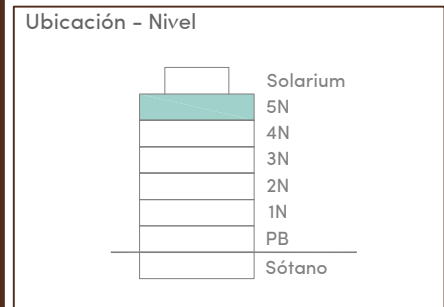 Ubicación - Nivel
Solarium
5N
4N
3N
2N
1N
PB
Sótano